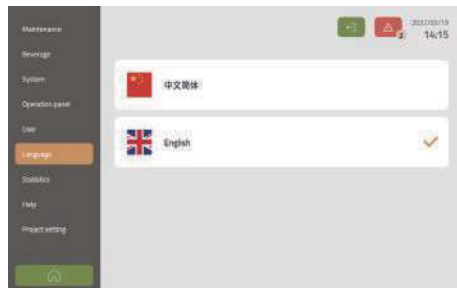 Maintenance
Beverage
System
Operation panel
User
Language
Statistics
Help
Project setting
2
2022/03/19
14:15
中文简体
English